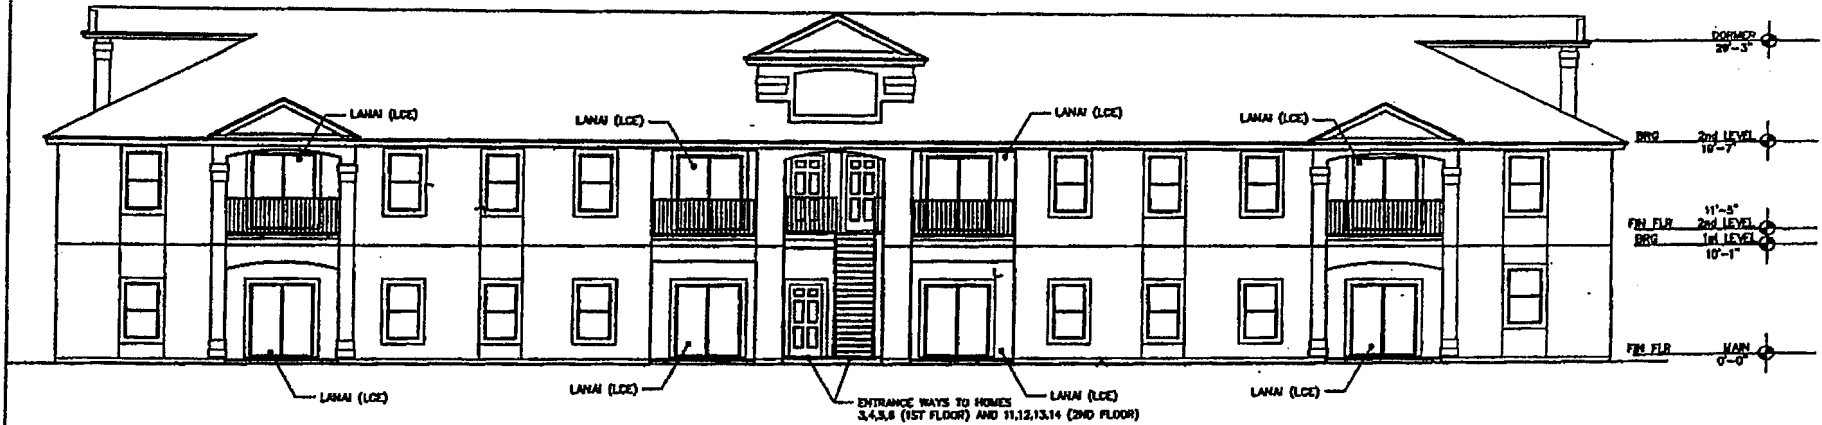 DORMER
29'-3"
LANAI (LCE)
LANAI (LCE)
LANAI (LCE)
LANAI (LCE)
BRG 2nd LEVEL
19'-7"
11'-5"
FIN FLR 2nd LEVEL
BRG 1st LEVEL
10'-1"
FIN FLR MAIN
0'-0"
LANAI (LCE)
LANAI (LCE)
LANAI (LCE)
LANAI (LCE)
ENTRANCE WAYS TO HOMES
3,4,5,6 (1ST FLOOR) AND 11,12,13,14 (2ND FLOOR)